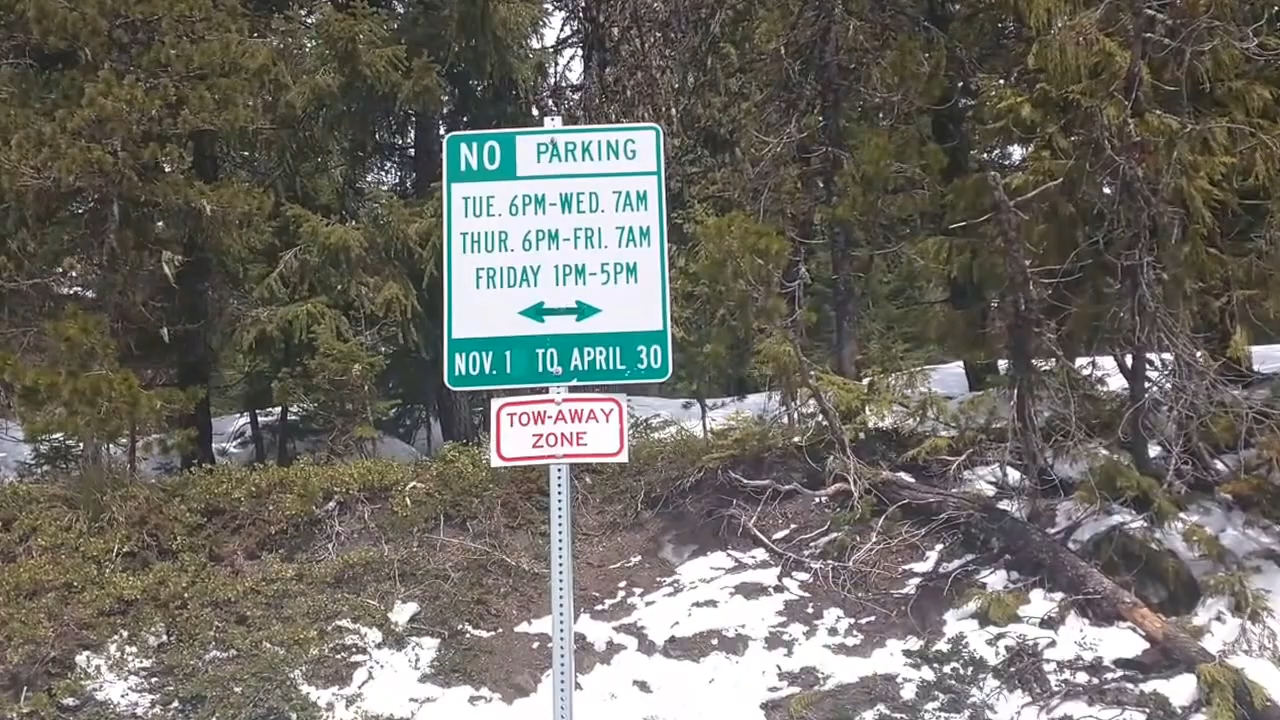 NO PARKING
TUE. 6PM-WED. 7AM
THUR. 6PM-FRI. 7AM
FRIDAY 1PM-5PM
NOV. 1 TO APRIL 30
TOW-AWAY
ZONE